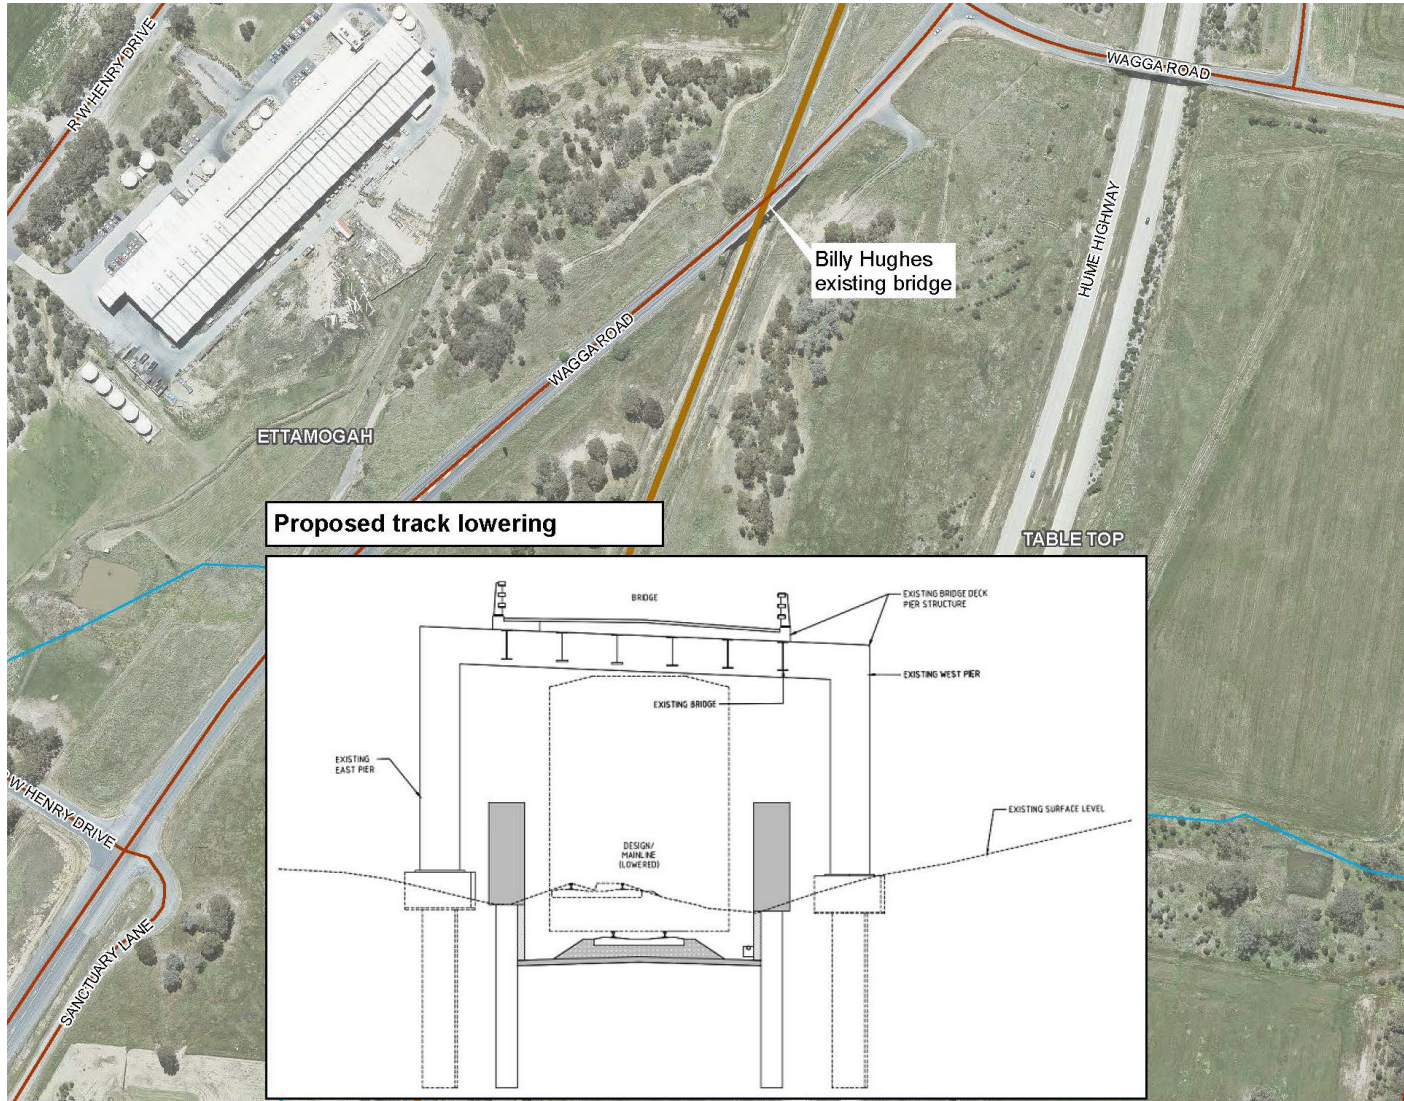 R W HENRY DRIVE
WAGGA ROAD
HUME HIGHWAY
Billy Hughes
existing bridge
WAGGA ROAD
ETTAMOGAH
TABLE TOP
Proposed track lowering
BRIDGE
EXISTING BRIDGE DECK
PIER STRUCTURE
EXISTING WEST PIER
EXISTING BRIDGE
EXISTING
EAST PIER
EXISTING SURFACE LEVEL
DESIGN/
MAINLINE
(LOWERED)
W HENRY DRIVE
SANCTUARY LANE